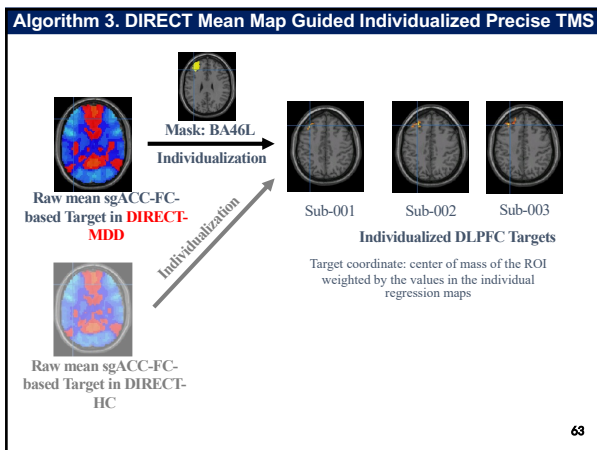 Algorithm 3. DIRECT Mean Map Guided Individualized Precise TMS
Mask: BA46L
Individualization
Raw mean sgACC-FC-
based Target in DIRECT-
MDD
Individualization
Raw mean sgACC-FC-
based Target in DIRECT-
HC
Sub-001
Sub-002
Sub-003
Individualized DLPFC Targets
Target coordinate: center of mass of the ROI
weighted by the values in the individual
regression maps
63